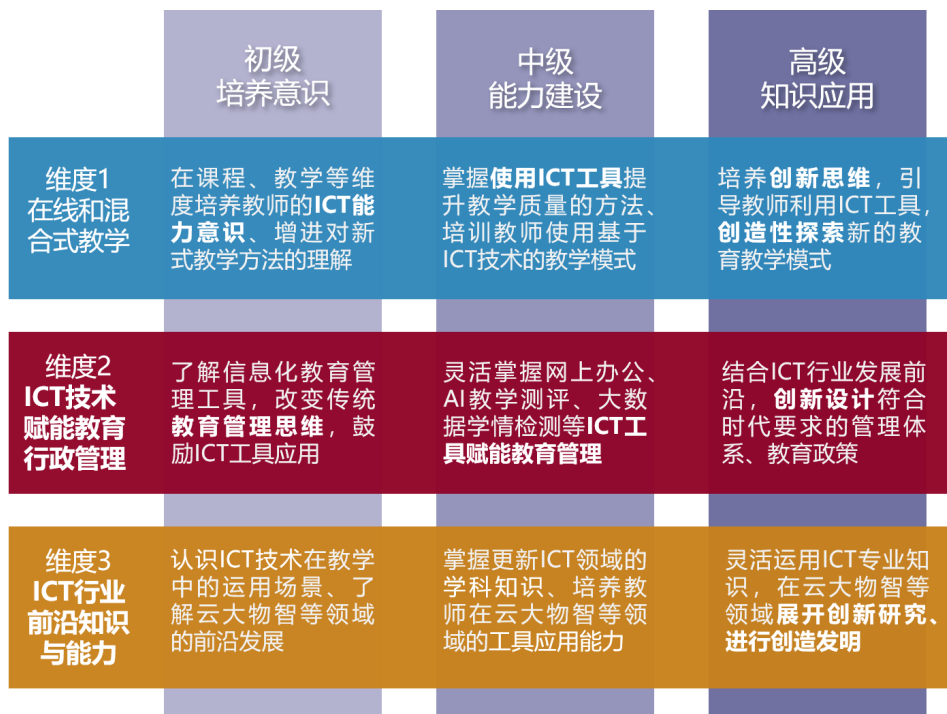 初级
培养意识
中级
能力建设
高级
知识应用
维度1
在线和混
合式教学
在课程、教学等维
度培养教师的ICT能
力意识、增进对新
式教学方法的理解
掌握使用ICT工具提
升教学质量的方法、
培训教师使用基于
ICT技术的教学模式
培养创新思维，引
导教师利用ICT工具，
创造性探索新的教
育教学模式
维度2
ICT技术
赋能教育
行政管理
了解信息化教育管
理工具，改变传统
教育管理思维，鼓
励ICT工具应用
灵活掌握网上办公、
AI教学测评、大数
据学情检测等ICT工
具赋能教育管理
结合ICT行业发展前
沿，创新设计符合
时代要求的管理体
系、教育政策
维度3
ICT行业
前沿知识
与能力
认识ICT技术在教学
中的运用场景、了
解云大物智等领域
的前沿发展
掌握更新ICT领域的
学科知识、培养教
师在云大物智等领
域的工具应用能力
灵活运用ICT专业知
识，在云大物智等
领域展开创新研究、
进行创造发明